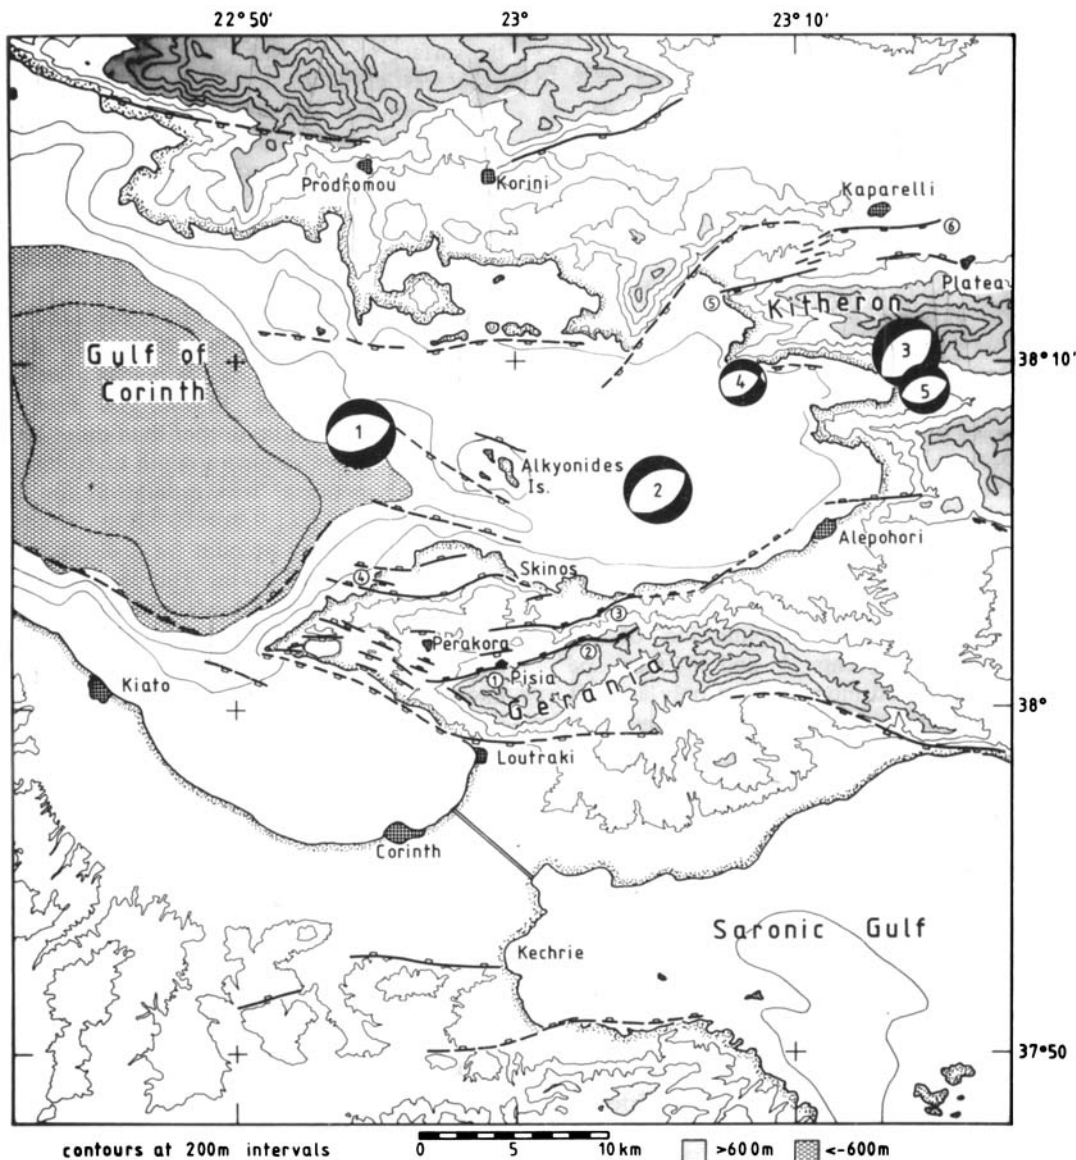 22°50' 23° 23°10'
Prodromou
Korini
Kaparelli
6
Platea
5
Kitheron
3
38°10
Gulf of
Corinth
4
5
1
Alkyonides
Is.
2
Alepohori
Skinos
4
3
Perakora
2
1
Pisia
Gerania
Kiato
38°
Loutraki
Corinth
Saronic Gulf
Kechrie
37°50
contours at 200m intervals 0 5 10km >600m <-600m